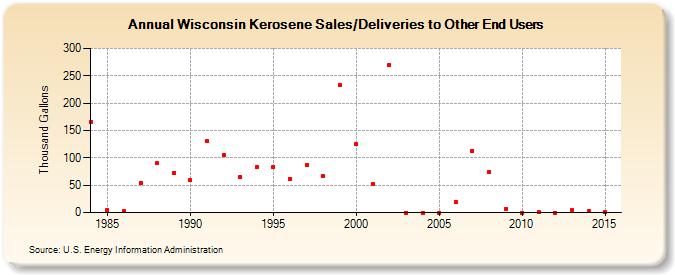 Annual Wisconsin Kerosene Sales/Deliveries to Other End Users
Thousand Gallons
300
250
200
150
100
50
0
1985 1990 1995 2000 2005 2010 2015
Source: U.S. Energy Information Administration